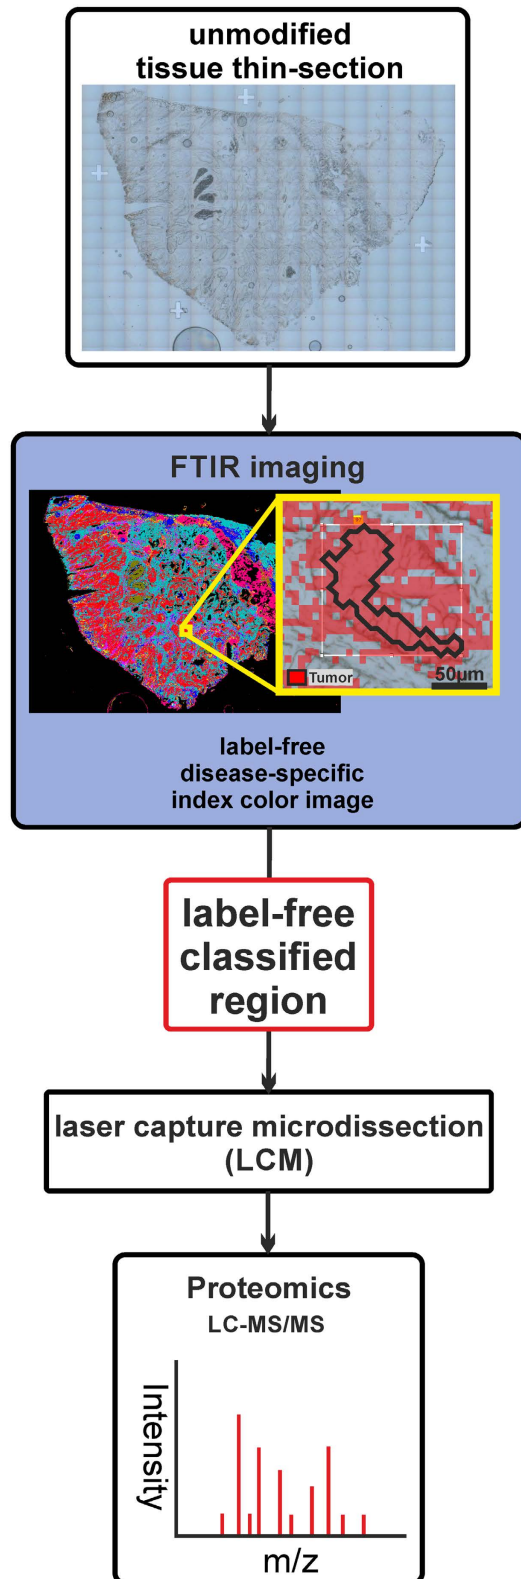 unmodified
tissue thin-section
FTIR imaging
Tumor
50µm
label-free
disease-specific
index color image
label-free
classified
region
laser capture microdissection
(LCM)
Proteomics
LC-MS/MS
Intensity
m/z